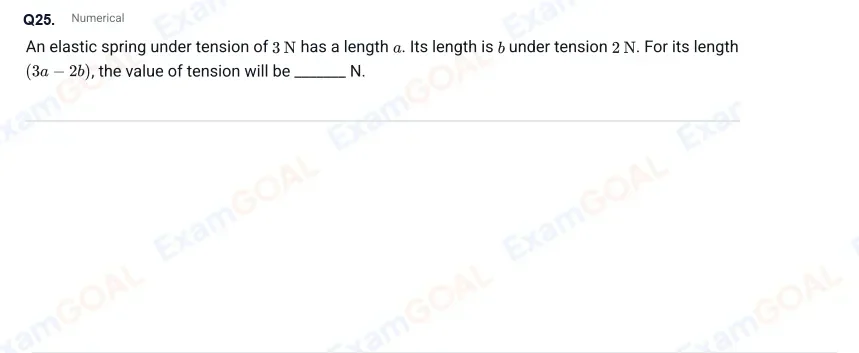 Q25. Numerical
An elastic spring under tension of 3 N has a length a. Its length is b under tension 2 N. For its length
(3a − 2b), the value of tension will be ______ N.